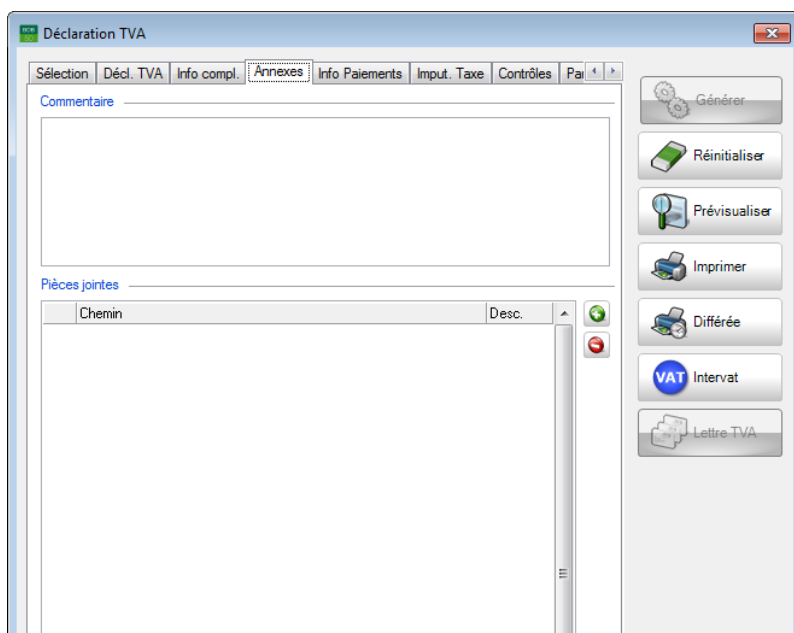 Déclaration TVA
Sélection Décl. TVA Info compl. Annexes Info Paiements Imput. Taxe Contrôles
Commentaire
Pièces jointes
Chemin Desc.
Générer
Réinitialiser
Prévisualiser
Imprimer
Différée
VAT Intervat
Lettre TVA